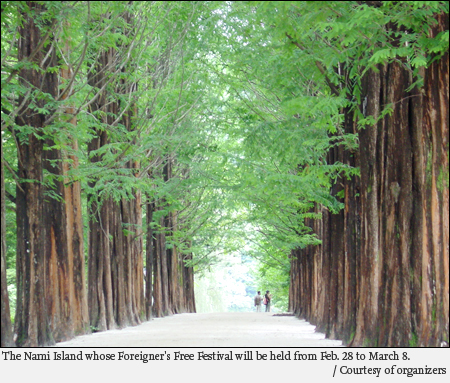 'The Nami Island whose Foreigner's Free Festival will be held from Feb. 28 to March 8.
/ Courtesy of organizers